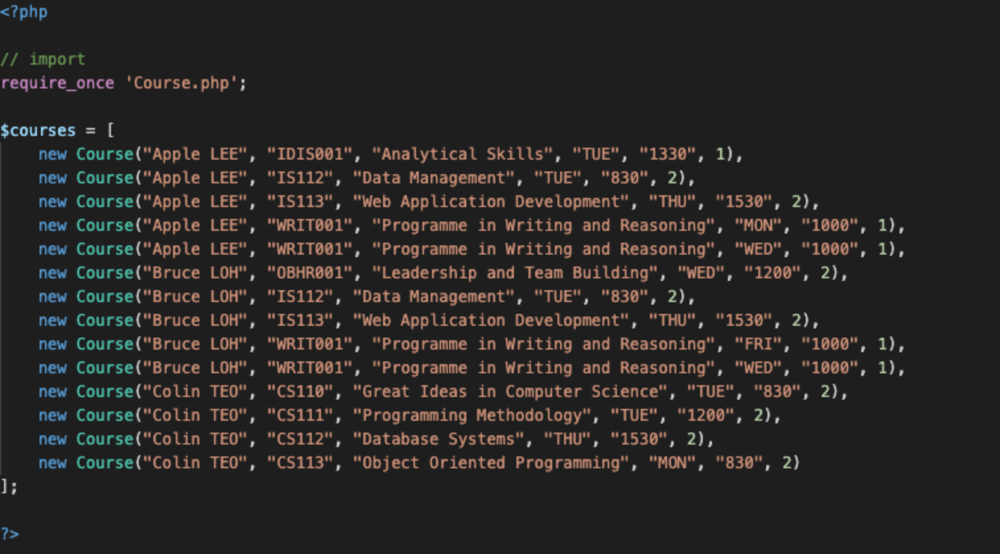 <?php
// import
require_once 'Course.php';
$courses = [
    new Course("Apple LEE", "IDIS001", "Analytical Skills", "TUE", "1330", 1),
    new Course("Apple LEE", "IS112", "Data Management", "TUE", "830", 2),
    new Course("Apple LEE", "IS113", "Web Application Development", "THU", "1530", 2),
    new Course("Apple LEE", "WRIT001", "Programme in Writing and Reasoning", "MON", "1000", 1),
    new Course("Apple LEE", "WRIT001", "Programme in Writing and Reasoning", "WED", "1000", 1),
    new Course("Bruce LOH", "OBHR001", "Leadership and Team Building", "WED", "1200", 2),
    new Course("Bruce LOH", "IS112", "Data Management", "TUE", "830", 2),
    new Course("Bruce LOH", "IS113", "Web Application Development", "THU", "1530", 2),
    new Course("Bruce LOH", "WRIT001", "Programme in Writing and Reasoning", "FRI", "1000", 1),
    new Course("Bruce LOH", "WRIT001", "Programme in Writing and Reasoning", "WED", "1000", 1),
    new Course("Colin TEO", "CS110", "Great Ideas in Computer Science", "TUE", "830", 2),
    new Course("Colin TEO", "CS111", "Programming Methodology", "TUE", "1200", 2),
    new Course("Colin TEO", "CS112", "Database Systems", "THU", "1530", 2),
    new Course("Colin TEO", "CS113", "Object Oriented Programming", "MON", "830", 2)
];
?>